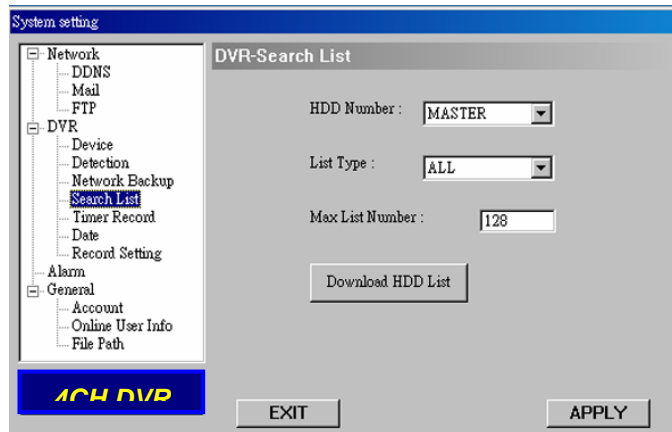 System setting
Network
DDNS
Mail
FTP
DVR
Device
Detection
Network Backup
Search List
Timer Record
Date
Record Setting
Alarm
General
Account
Online User Info
File Path
4CH DVR
DVR-Search List
HDD Number : MASTER
List Type : ALL
Max List Number : 128
Download HDD List
EXIT APPLY